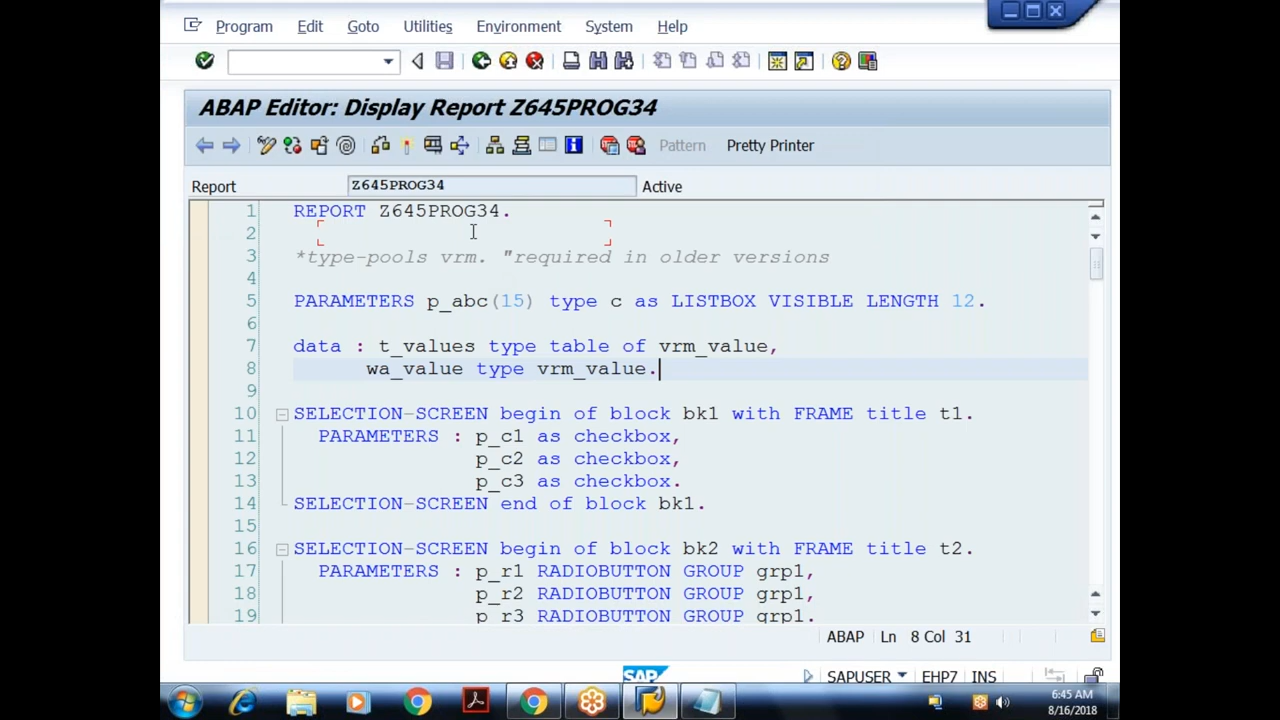 Program Edit Goto Utilities Environment System Help
ABAP Editor: Display Report Z645PROG34
Pattern Pretty Printer
Report Z645PROG34 Active
1 REPORT Z645PROG34.
2
3 *type-pools vrm. "required in older versions
4
5 PARAMETERS p_abc(15) type c as LISTBOX VISIBLE LENGTH 12.
6
7 data : t_values type table of vrm_value,
8 wa_value type vrm_value.
9
10 SELECTION-SCREEN begin of block bk1 with FRAME title t1.
11 PARAMETERS : p_c1 as checkbox,
12 p_c2 as checkbox,
13 p_c3 as checkbox.
14 SELECTION-SCREEN end of block bk1.
15
16 SELECTION-SCREEN begin of block bk2 with FRAME title t2.
17 PARAMETERS : p_r1 RADIOBUTTON GROUP grp1,
18 p_r2 RADIOBUTTON GROUP grp1,
19 p_r3 RADIOBUTTON GROUP grp1.
ABAP Ln 8 Col 31
SAP SAPUSER EHP7 INS
6:45 AM
8/16/2018